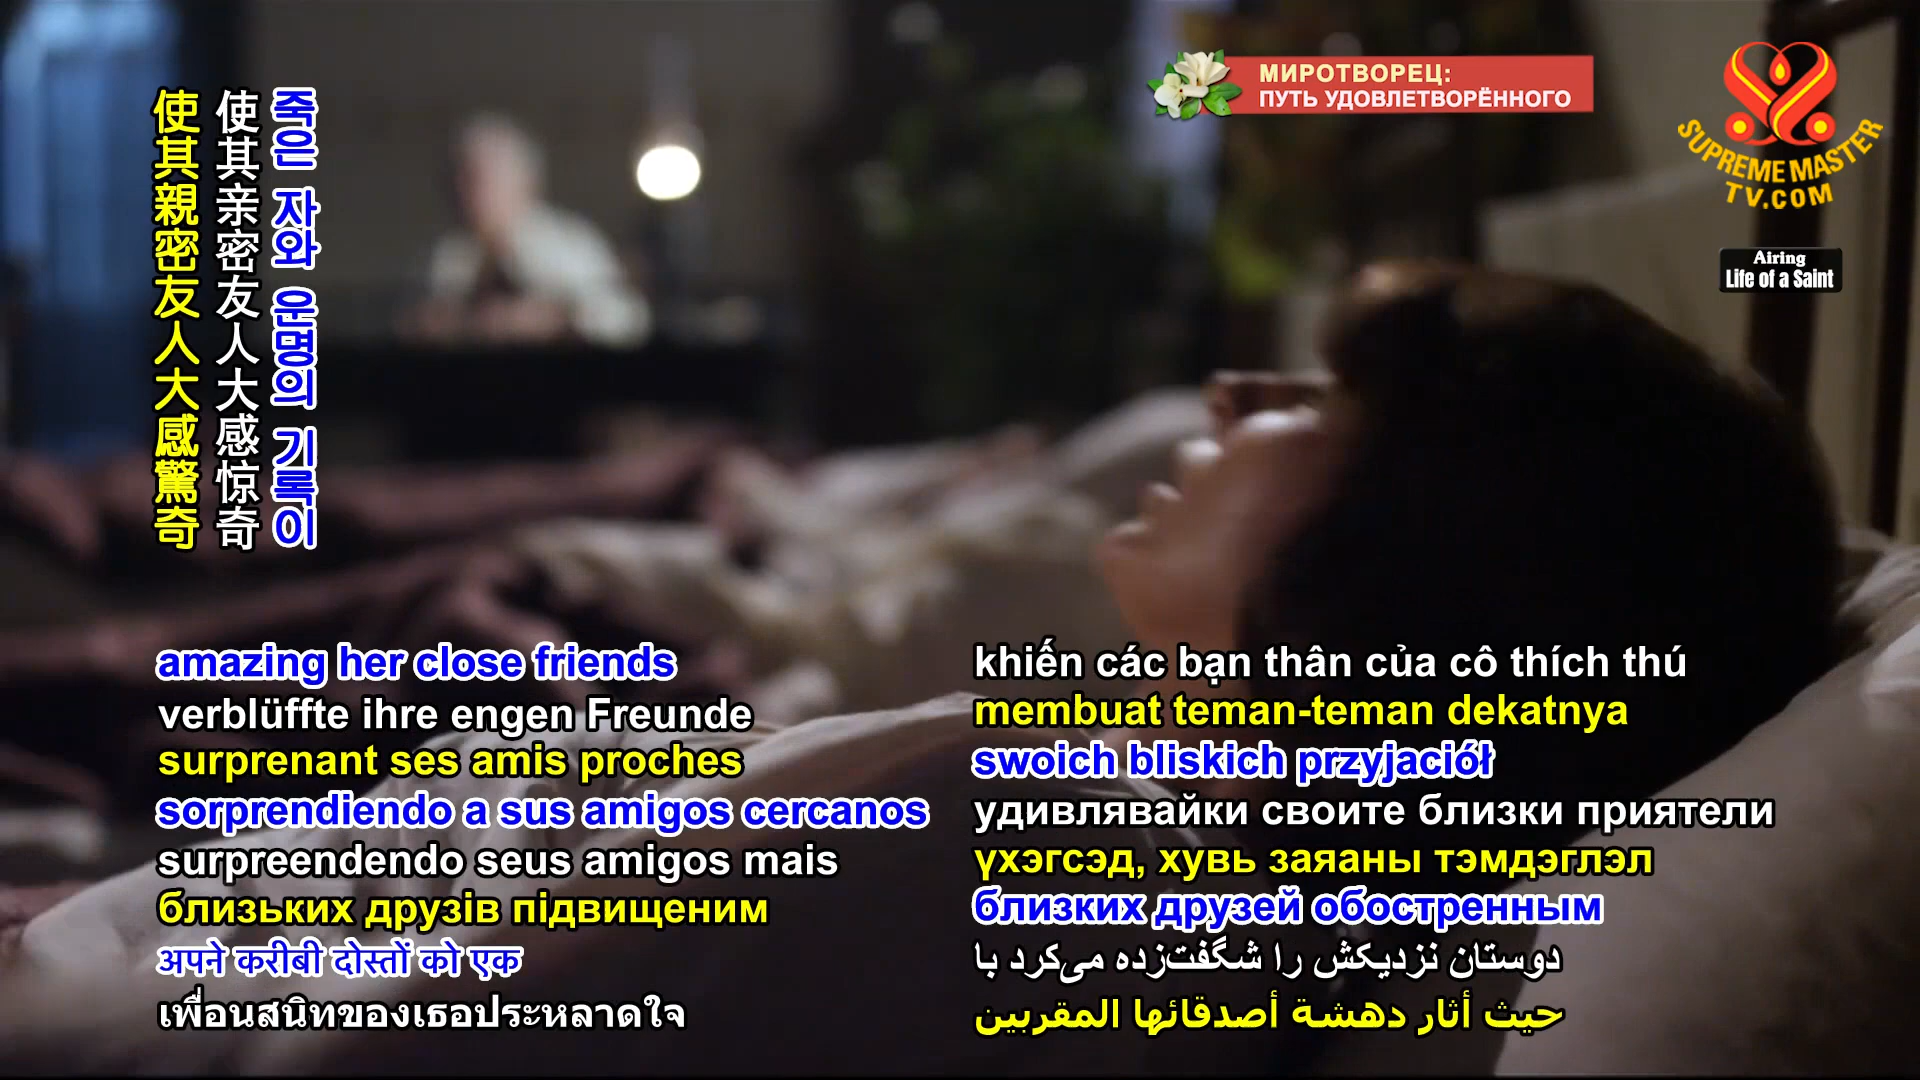 使其親密友人大感驚奇
使其亲密友人大感惊奇
죽은 자와 운명의 기록이
МИРОТВОРЕЦ:
ПУТЬ УДОВЛЕТВОРЁННОГО
SUPREME MASTER
TV.COM
Airing
Life of a Saint
amazing her close friends
verblüffte ihre engen Freunde
surprenant ses amis proches
sorprendiendo a sus amigos cercanos
surpreendendo seus amigos mais
близьких друзів підвищеним
अपने करीबी दोस्तों को एक
เพื่อนสนิทของเธอประหลาดใจ
khiến các bạn thân của cô thích thú
membuat teman-teman dekatnya
swoich bliskich przyjaciół
удивлявайки своите близки приятели
үхэгсэд, хувь заяаны тэмдэглэл
близких друзей обостренным
دوستان نزدیکش را شگفت‌زده می‌کرد با
حيث أثار دهشة أصدقائها المقربين